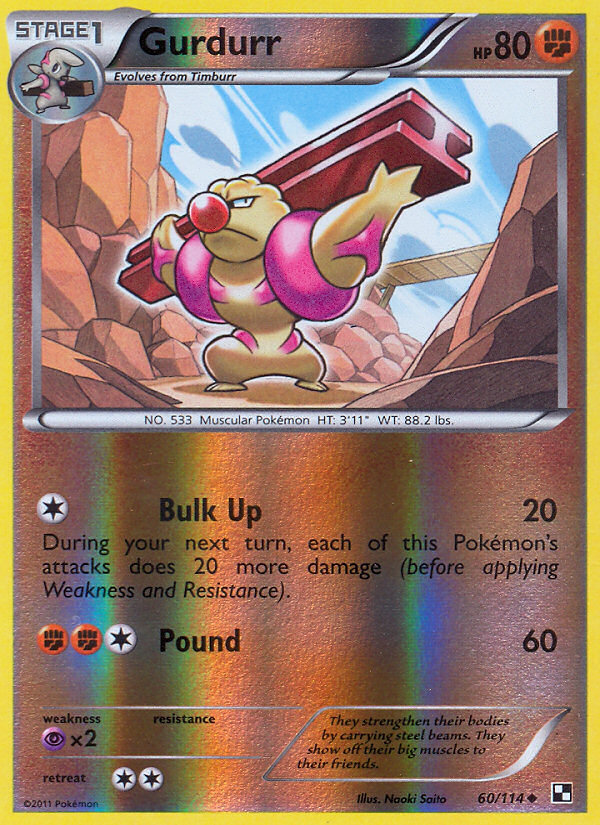 STAGE1
Gurdurr
HP 80
Evolves from Timburr
NO. 533 Muscular Pokémon HT: 3'11" WT: 88.2 lbs.
Bulk Up 20
During your next turn, each of this Pokémon's
attacks does 20 more damage (before applying
Weakness and Resistance).
Pound 60
weakness resistance
×2
They strengthen their bodies
by carrying steel beams. They
show off their big muscles to
their friends.
retreat
©2011 Pokémon
Illus. Naoki Saito 60/114